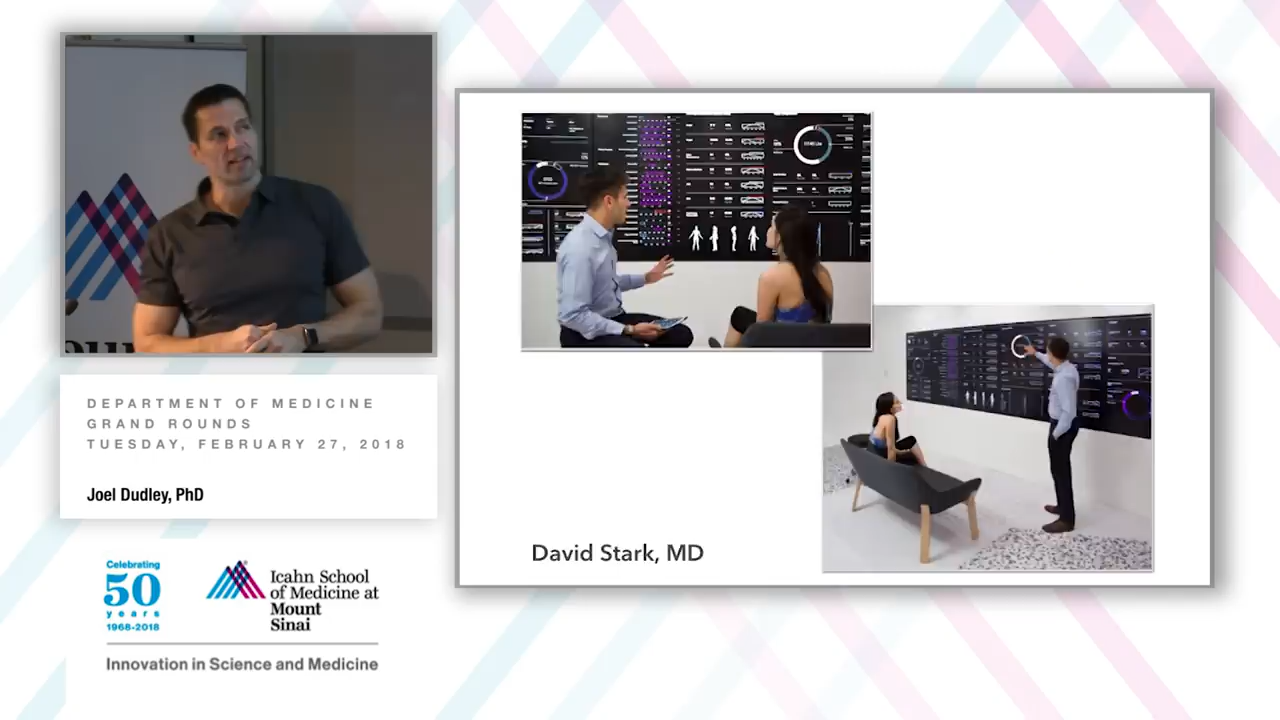 DEPARTMENT OF MEDICINE
GRAND ROUNDS
TUESDAY, FEBRUARY 27, 2018
Joel Dudley, PhD
Celebrating
50
years
1968-2018
Icahn School
of Medicine at
Mount
Sinai
Innovation in Science and Medicine
David Stark, MD